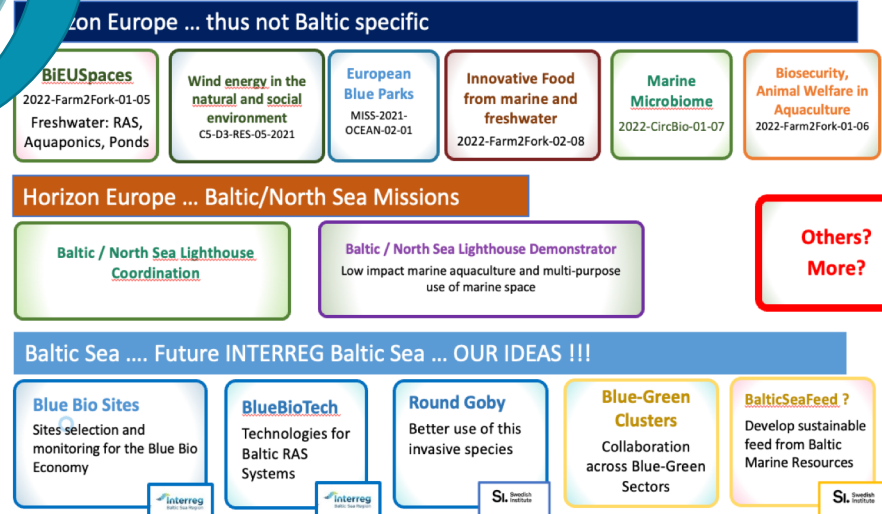 zon Europe ... thus not Baltic specific
BiEUSpaces
2022-Farm2Fork-01-05
Freshwater: RAS,
Aquaponics, Ponds
Wind energy in the
natural and social
environment
C5-D3-RES-05-2021
European
Blue Parks
MISS-2021-
OCEAN-02-01
Innovative Food
from marine and
freshwater
2022-Farm2Fork-02-08
Marine
Microbiome
2022-CircBio-01-07
Biosecurity,
Animal Welfare in
Aquaculture
2022-Farm2Fork-01-06
Horizon Europe ... Baltic/North Sea Missions
Baltic / North Sea Lighthouse
Coordination
Baltic / North Sea Lighthouse Demonstrator
Low impact marine aquaculture and multi-purpose
use of marine space
Others?
More?
Baltic Sea .... Future INTERREG Baltic Sea ... OUR IDEAS !!!
Blue Bio Sites
Sites selection and
monitoring for the Blue Bio
Economy
interreg
Baltic Sea Region
BlueBioTech
Technologies for
Baltic RAS
Systems
interreg
Baltic Sea Region
Round Goby
Better use of this
invasive species
SI. Swedish
Institute
Blue-Green
Clusters
Collaboration
across Blue-Green
Sectors
BalticSeaFeed ?
Develop sustainable
feed from Baltic
Marine Resources
SI. Swedish
Institute